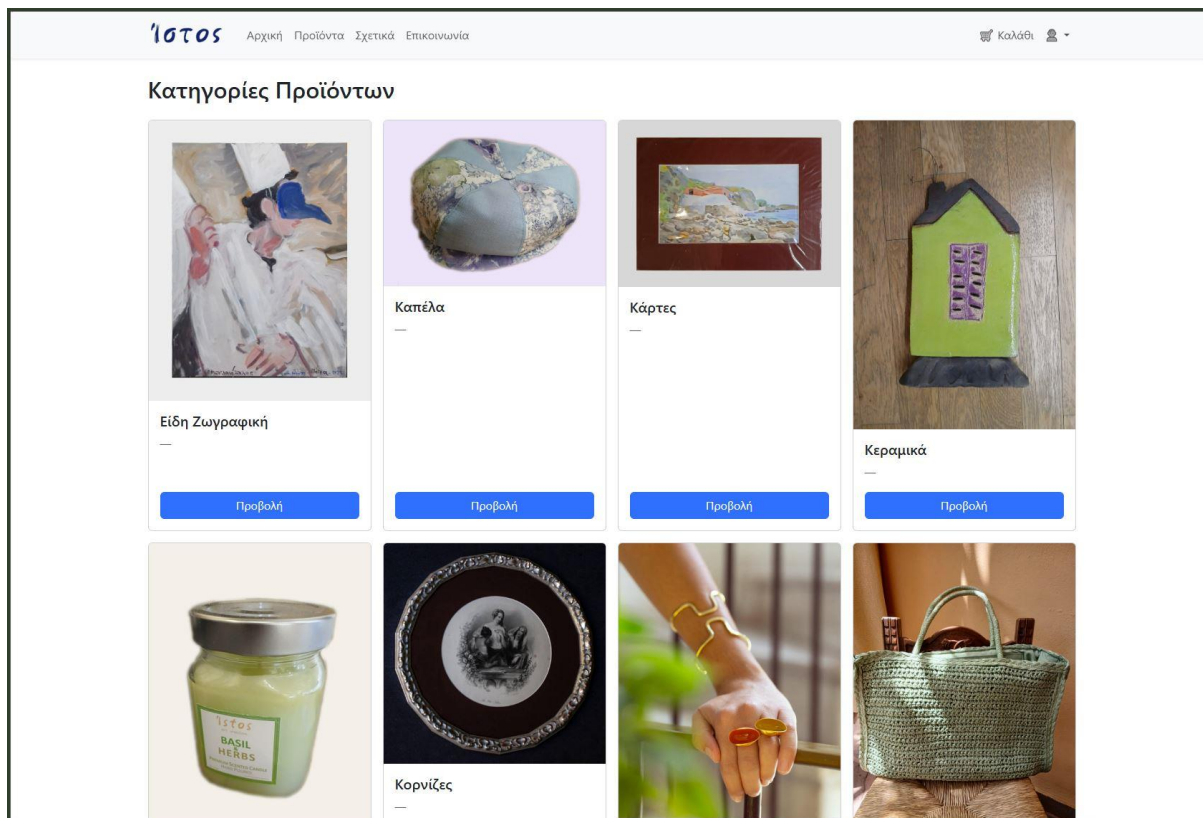 Ίστος
Αρχική Προϊόντα Σχετικά Επικοινωνία
Καλάθι
Κατηγορίες Προϊόντων
Είδη Ζωγραφική
—
Προβολή
Καπέλα
—
Προβολή
Κάρτες
—
Προβολή
Κεραμικά
—
Προβολή
Ίστος
BASIL
&
HERBS
Κορνίζες
—